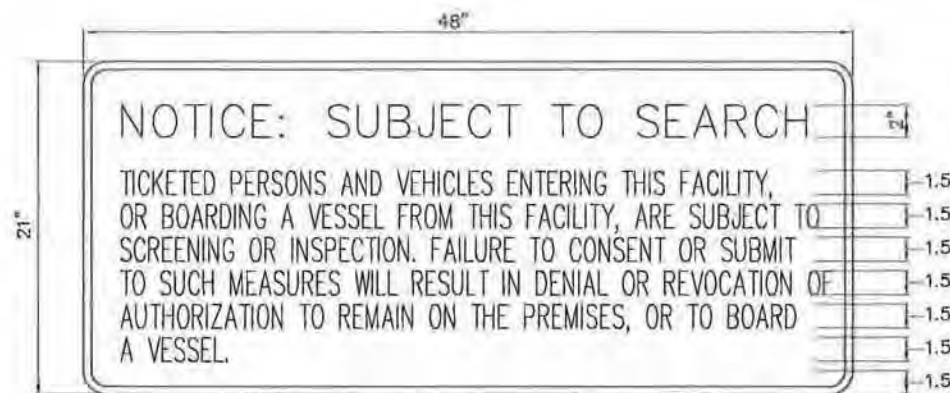 48"
21"
NOTICE: SUBJECT TO SEARCH
2"
TICKETED PERSONS AND VEHICLES ENTERING THIS FACILITY,
1.5
OR BOARDING A VESSEL FROM THIS FACILITY, ARE SUBJECT TO
1.5
SCREENING OR INSPECTION. FAILURE TO CONSENT OR SUBMIT
1.5
TO SUCH MEASURES WILL RESULT IN DENIAL OR REVOCATION OF
1.5
AUTHORIZATION TO REMAIN ON THE PREMISES, OR TO BOARD
1.5
A VESSEL.
1.5
1.5